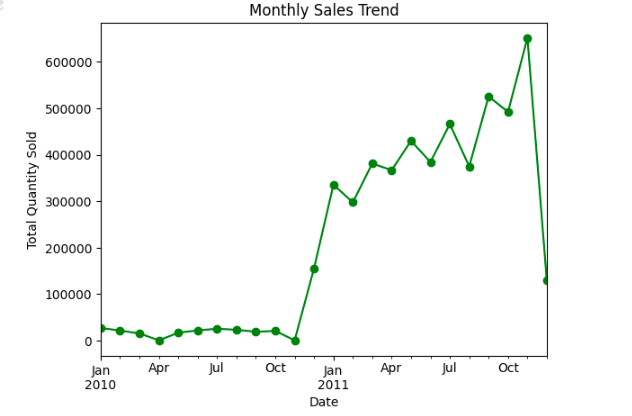 Monthly Sales Trend
Total Quantity Sold
600000
500000
400000
300000
200000
100000
0
Jan Apr Jul Oct Jan Apr Jul Oct
2010 2011
Date